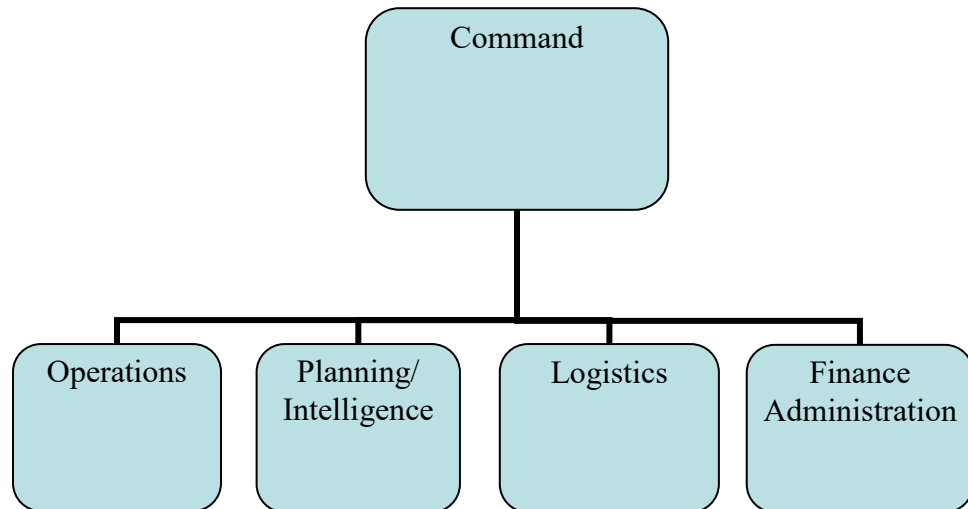 Command
Operations
Planning/
Intelligence
Logistics
Finance
Administration